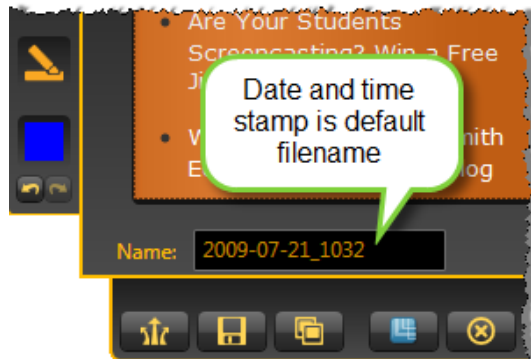 Are Your Students
Screencasting? Win a Free
Date and time
stamp is default
filename
Name: 2009-07-21_1032